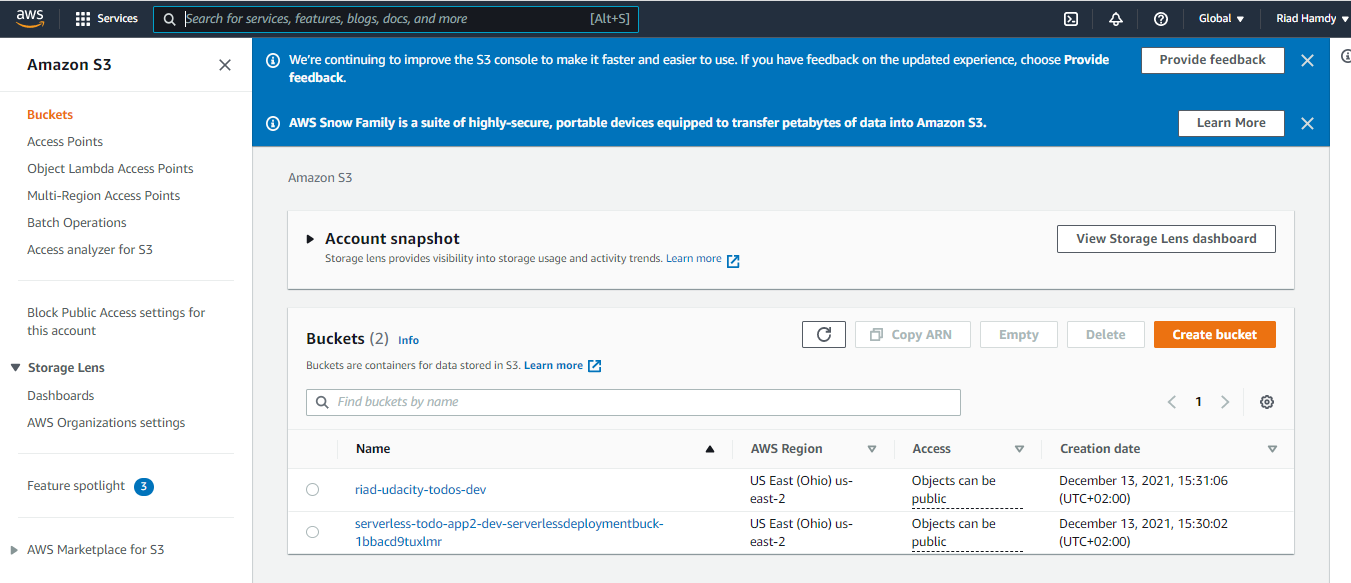 aws
Services
Search for services, features, blogs, docs, and more
[Alt+S]
Global ▼
Riad Hamdy ▼
Amazon S3
Buckets
Access Points
Object Lambda Access Points
Multi-Region Access Points
Batch Operations
Access analyzer for S3
Block Public Access settings for
this account
Storage Lens
Dashboards
AWS Organizations settings
Feature spotlight 3
AWS Marketplace for S3
We're continuing to improve the S3 console to make it faster and easier to use. If you have feedback on the updated experience, choose Provide
feedback.
Provide feedback
AWS Snow Family is a suite of highly-secure, portable devices equipped to transfer petabytes of data into Amazon S3.
Learn More
Amazon S3
Account snapshot
Storage lens provides visibility into storage usage and activity trends. Learn more
View Storage Lens dashboard
Buckets (2) Info
Copy ARN
Empty
Delete
Create bucket
Buckets are containers for data stored in S3. Learn more
Find buckets by name
1
Name
AWS Region
Access
Creation date
riad-udacity-todos-dev
US East (Ohio) us-
east-2
Objects can be
public
December 13, 2021, 15:31:06
(UTC+02:00)
serverless-todo-app2-dev-serverlessdeploymentbuck-
1bbacd9tuxlmr
US East (Ohio) us-
east-2
Objects can be
public
December 13, 2021, 15:30:02
(UTC+02:00)